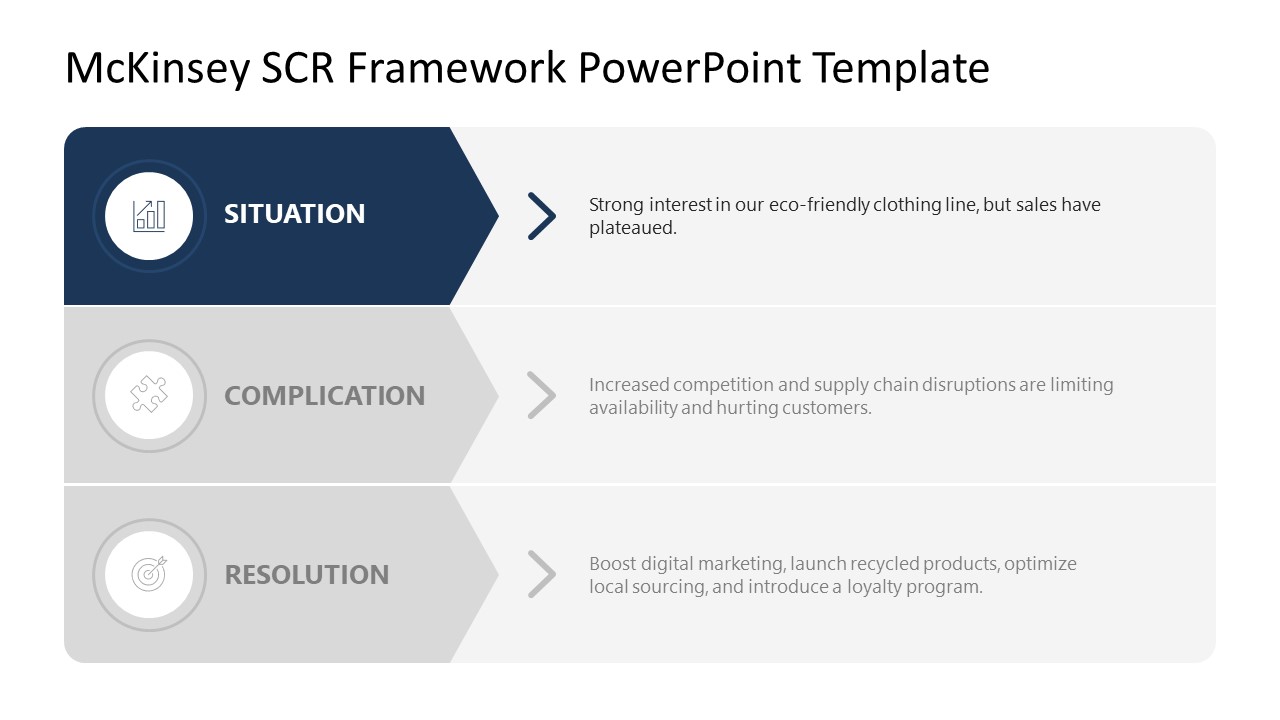 McKinsey SCR Framework PowerPoint Template
SITUATION
Strong interest in our eco-friendly clothing line, but sales have
plateaued.
COMPLICATION
Increased competition and supply chain disruptions are limiting
availability and hurting customers.
RESOLUTION
Boost digital marketing, launch recycled products, optimize
local sourcing, and introduce a loyalty program.